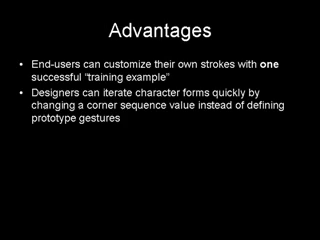 Advantages
• End-users can customize their own strokes with one
successful "training example"
• Designers can iterate character forms quickly by
changing a corner sequence value instead of defining
prototype gestures